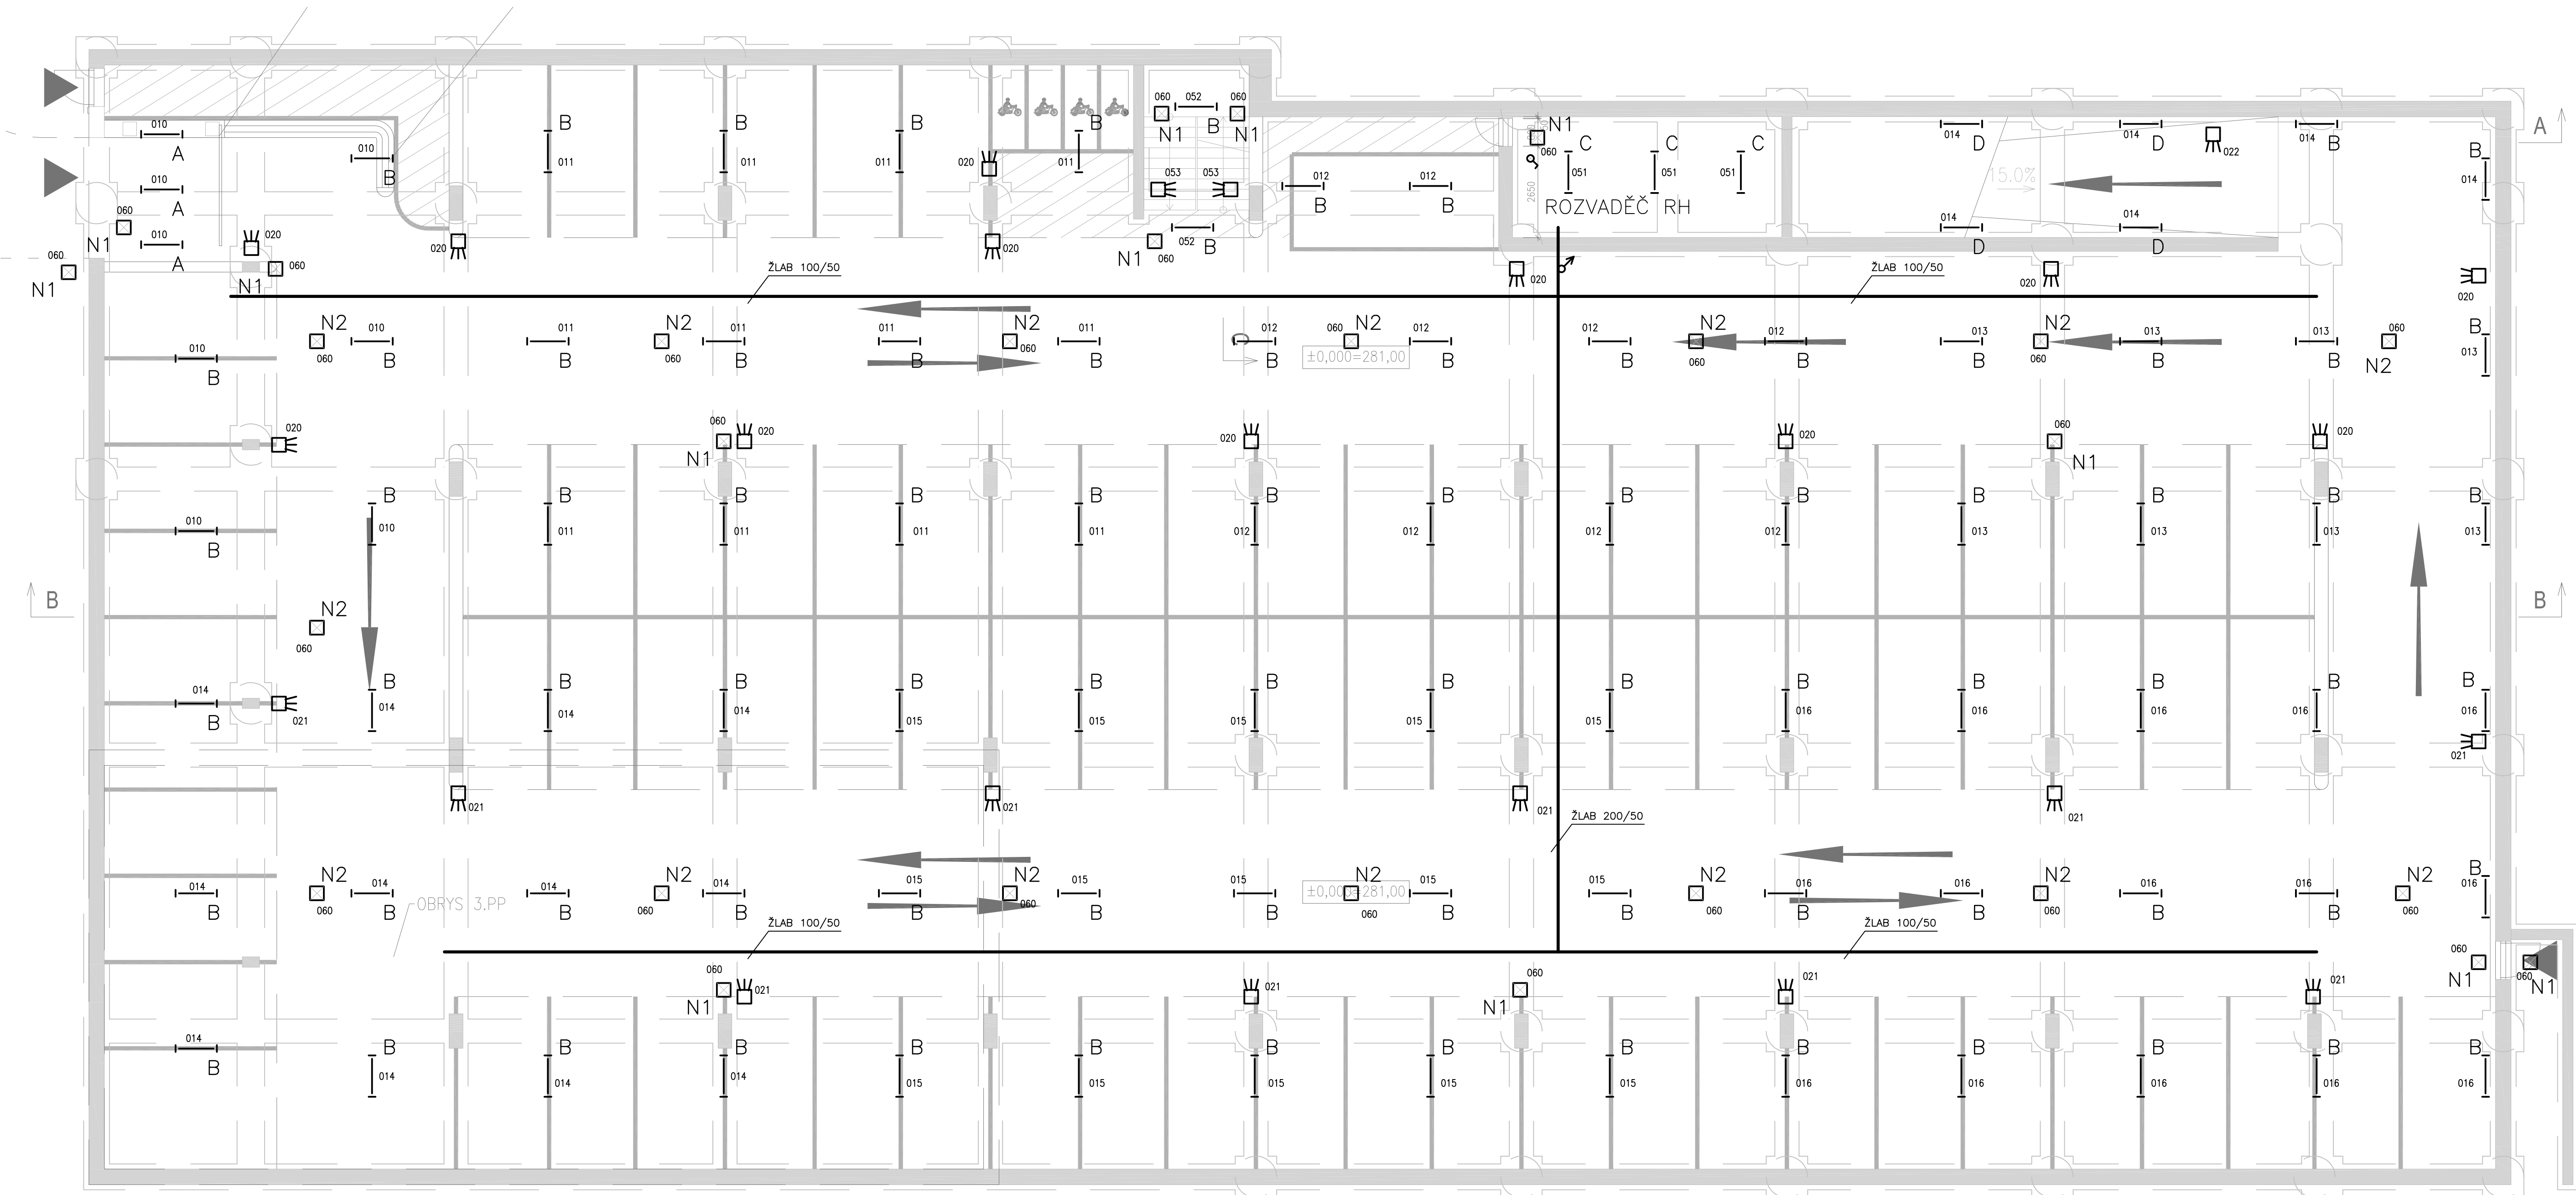 060 052 060
N1 B N1
010 B B B B 011 011 011 011
A 010 B
010
A
060 N1
010
A
060 N1
020 020 060 N1 020
020
053 053
N1 060
052 B
060 N1
012 B 012 B
C 051 C 051 C 051
2650
ROZVADĚČ RH
014 D 014 D 022 014 B
B 014
15.0%
014 D 014 D
A
ŽLAB 100/50
020 020 020
ŽLAB 100/50
N2 060 010 B 011 B N2 060 011 B 011 B N2 060 011 B 012 B 060 N2 012 B 012 B N2 060 012 B 013 B N2 060 013 B 013 B 060 N2 B 013
010 B
±0,000=281,00
020 060 N1 020 020 020 060 N1 020
010 B
B 010 B 011 B 011 B 011 B 011 B 012 B 012 B 012 B 012 B 013 B 013 B 013 B 013
B N2 060 B
014 B
021
B 014 B 014 B 014 B 015 B 015 B 015 B 015 B 015 B 016 B 016 B 016 B 016 B 016
021
021 021 021 021
ŽLAB 200/50
014 B N2 060 014 B 014 B N2 060 014 B 015 B N2 060 015 B 015 B N2 060 015 B 015 B N2 060 016 B 016 B N2 060 016 B 016 B N2 060 B 016
±0,000=281,00
OBRYS 3.PP
ŽLAB 100/50
ŽLAB 100/50
060 N1 021 021 060 N1 021 021 060 N1 060 N1
014 B
B 014 B 014 B 014 B 015 B 015 B 015 B 015 B 015 B 016 B 016 B 016 B 016 B 016